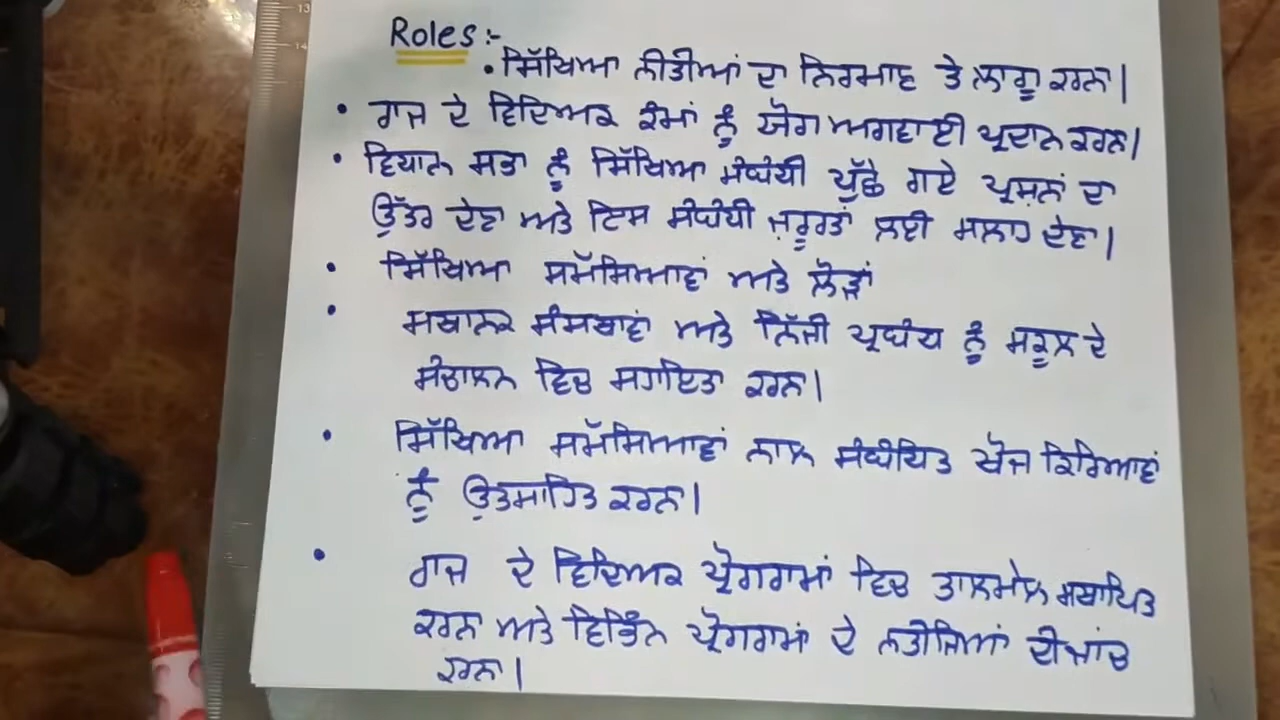 Roles :-
• ਸਿੱਖਿਆ ਨੀਤੀਆਂ ਦਾ ਨਿਰਮਾਣ ਤੇ ਲਾਗੂ ਕਰਨਾ।
• ਰਾਜ ਦੇ ਵਿਦਿਅਕ ਕੰਮਾਂ ਨੂੰ ਯੋਗ ਅਗਵਾਈ ਪ੍ਰਦਾਨ ਕਰਨਾ।
• ਵਿਧਾਨ ਸਭਾ ਨੂੰ ਸਿੱਖਿਆ ਸੰਬੰਧੀ ਪੁੱਛੇ ਗਏ ਪ੍ਰਸ਼ਨਾਂ ਦਾ
ਉੱਤਰ ਦੇਣਾ ਅਤੇ ਇਸ ਸੰਬੰਧੀ ਜ਼ਰੂਰਤਾਂ ਲਈ ਸਲਾਹ ਦੇਣਾ।
• ਸਿੱਖਿਆ ਸਮੱਸਿਆਵਾਂ ਅਤੇ ਲੋੜਾਂ
• ਸਥਾਨਕ ਸੰਸਥਾਵਾਂ ਅਤੇ ਨਿੱਜੀ ਪ੍ਰਬੰਧ ਨੂੰ ਸਕੂਲ ਦੇ
ਸੰਚਾਲਨ ਵਿਚ ਸਹਾਇਤਾ ਕਰਨਾ।
• ਸਿੱਖਿਆ ਸਮੱਸਿਆਵਾਂ ਨਾਲ ਸੰਬੰਧਿਤ ਖੋਜ ਕਿਰਿਆਵਾਂ
ਨੂੰ ਉਤਸਾਹਿਤ ਕਰਨਾ।
• ਰਾਜ ਦੇ ਵਿਦਿਅਕ ਪ੍ਰੋਗਰਾਮਾਂ ਵਿਚ ਤਾਲਮੇਲ ਸਥਾਪਿਤ
ਕਰਨਾ ਅਤੇ ਵਿਭਿੰਨ ਪ੍ਰੋਗਰਾਮਾਂ ਦੇ ਨਤੀਜਿਆਂ ਦੀ ਜਾਂਚ
ਕਰਨਾ।